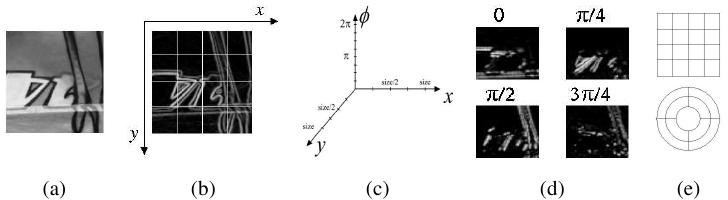 x
y
2π
ϕ
π
size/2
size
x
size/2
size
y
0
π/4
π/2
3π/4
(a)
(b)
(c)
(d)
(e)